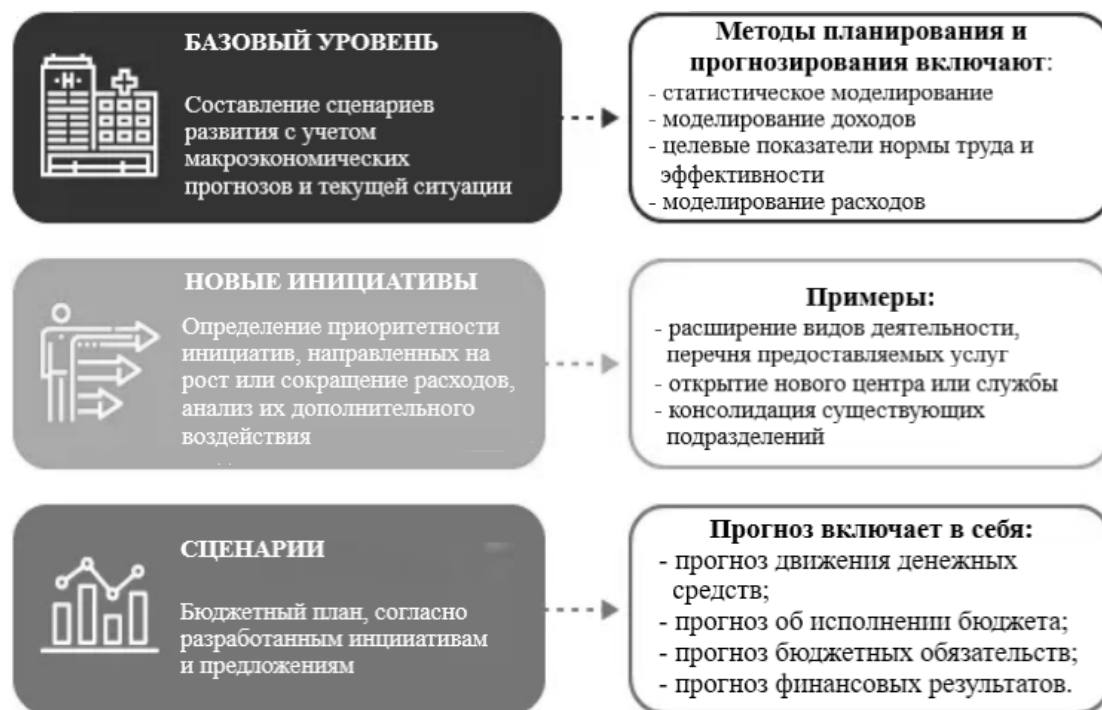 БАЗОВЫЙ УРОВЕНЬ
Составление сценариев
развития с учетом
макроэкономических
прогнозов и текущей ситуации
Методы планирования и
прогнозирования включают:
- статистическое моделирование
- моделирование доходов
- целевые показатели нормы труда и
эффективности
- моделирование расходов
НОВЫЕ ИНИЦИАТИВЫ
Определение приоритетности
инициатив, направленных на
рост или сокращение расходов,
анализ их дополнительного
воздействия
Примеры:
- расширение видов деятельности,
перечня предоставляемых услуг
- открытие нового центра или службы
- консолидация существующих
подразделений
СЦЕНАРИИ
Бюджетный план, согласно
разработанным инциативам
и предложениям
Прогноз включает в себя:
- прогноз движения денежных
средств;
- прогноз об исполнении бюджета;
- прогноз бюджетных обязательств;
- прогноз финансовых результатов.